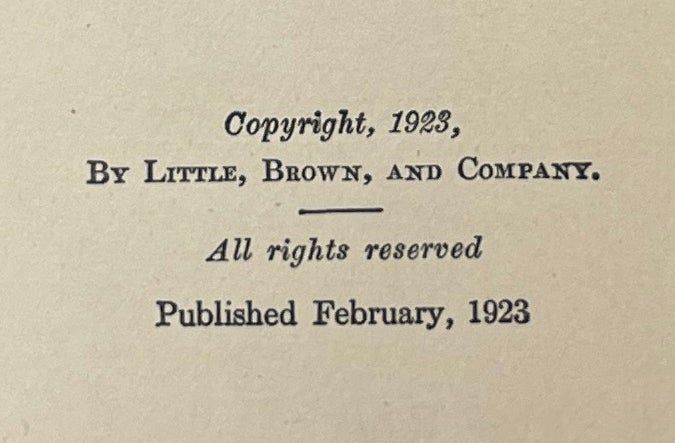 Copyright, 1923,
By Little, Brown, and Company.
All rights reserved
Published February, 1923